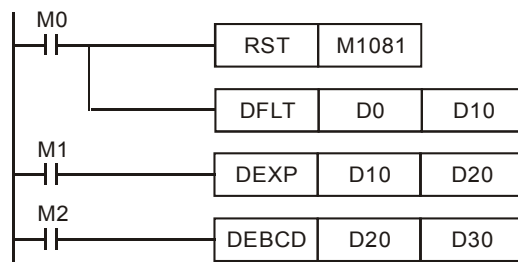 M0
RST M1081
DFLT D0 D10
M1
DEXP D10 D20
M2
DEBCD D20 D30